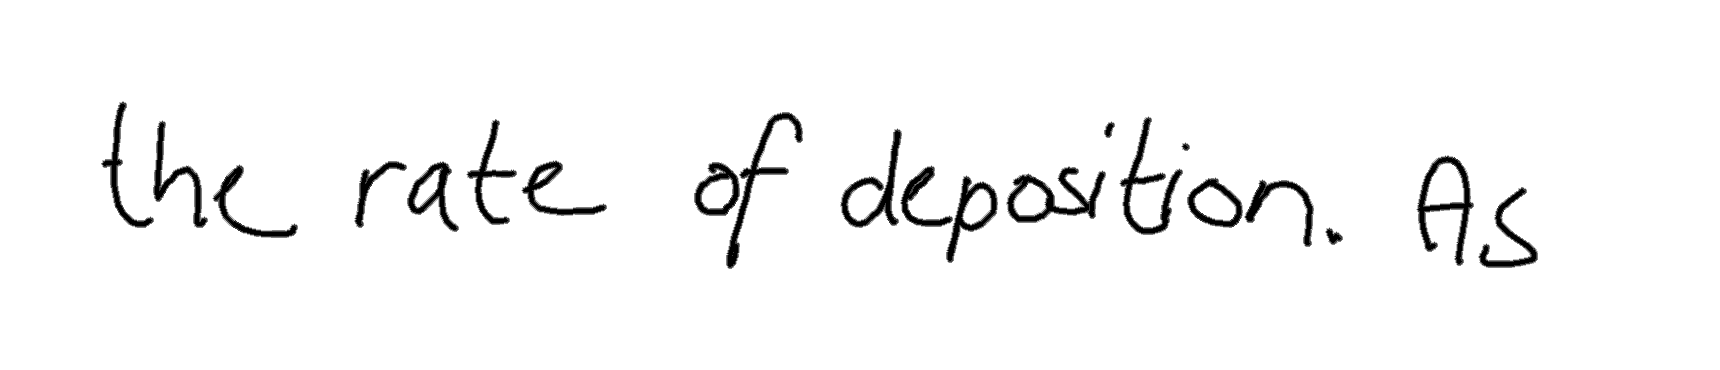 the rate of deposition. As